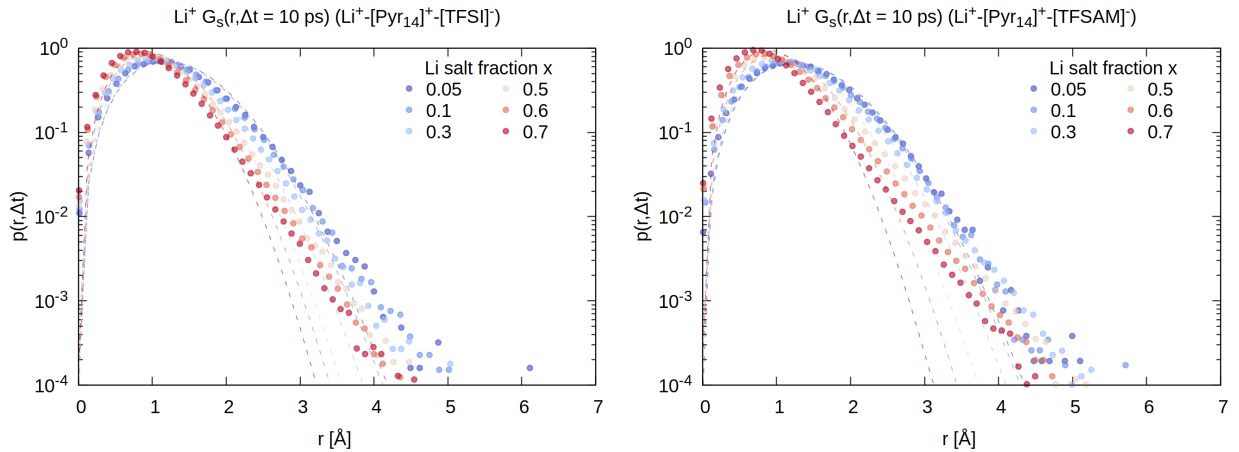 Li⁺ Gₛ(r,Δt = 10 ps) (Li⁺-[Pyr₁₄]⁺-[TFSI]⁻)
p(r,Δt)
10⁰
10⁻¹
10⁻²
10⁻³
10⁻⁴
Li salt fraction x
0.05 0.5
0.1 0.6
0.3 0.7
0 1 2 3 4 5 6 7
r [Å]
Li⁺ Gₛ(r,Δt = 10 ps) (Li⁺-[Pyr₁₄]⁺-[TFSAM]⁻)
p(r,Δt)
10⁰
10⁻¹
10⁻²
10⁻³
10⁻⁴
Li salt fraction x
0.05 0.5
0.1 0.6
0.3 0.7
0 1 2 3 4 5 6 7
r [Å]